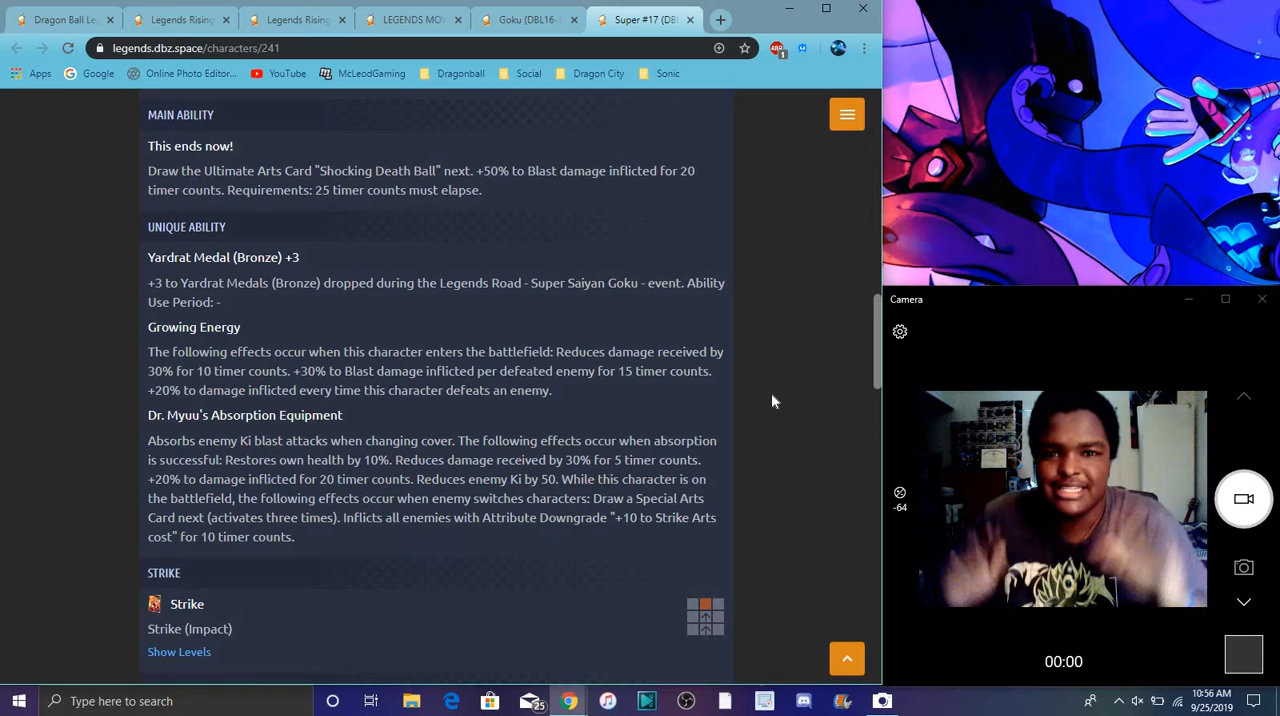 Dragon Ball Le
Legends Rising
Legends Rising
LEGENDS MOV
Goku (DBL16-
Super #17 (DBL
legends.dbz.space/characters/241
ABP
1
Apps
Google
Online Photo Editor...
YouTube
McLeodGaming
Dragonball
Social
Dragon City
Sonic
MAIN ABILITY
This ends now!
Draw the Ultimate Arts Card "Shocking Death Ball" next. +50% to Blast damage inflicted for 20
timer counts. Requirements: 25 timer counts must elapse.
UNIQUE ABILITY
Yardrat Medal (Bronze) +3
+3 to Yardrat Medals (Bronze) dropped during the Legends Road - Super Saiyan Goku - event. Ability
Use Period: -
Growing Energy
The following effects occur when this character enters the battlefield: Reduces damage received by
30% for 10 timer counts. +30% to Blast damage inflicted per defeated enemy for 15 timer counts.
+20% to damage inflicted every time this character defeats an enemy.
Dr. Myuu's Absorption Equipment
Absorbs enemy Ki blast attacks when changing cover. The following effects occur when absorption
is successful: Restores own health by 10%. Reduces damage received by 30% for 5 timer counts.
+20% to damage inflicted for 20 timer counts. Reduces enemy Ki by 50. While this character is on
the battlefield, the following effects occur when enemy switches characters: Draw a Special Arts
Card next (activates three times). Inflicts all enemies with Attribute Downgrade "+10 to Strike Arts
cost" for 10 timer counts.
STRIKE
Strike
Strike (Impact)
Show Levels
Camera
-64
00:00
Type here to search
25
10:56 AM
9/25/2019